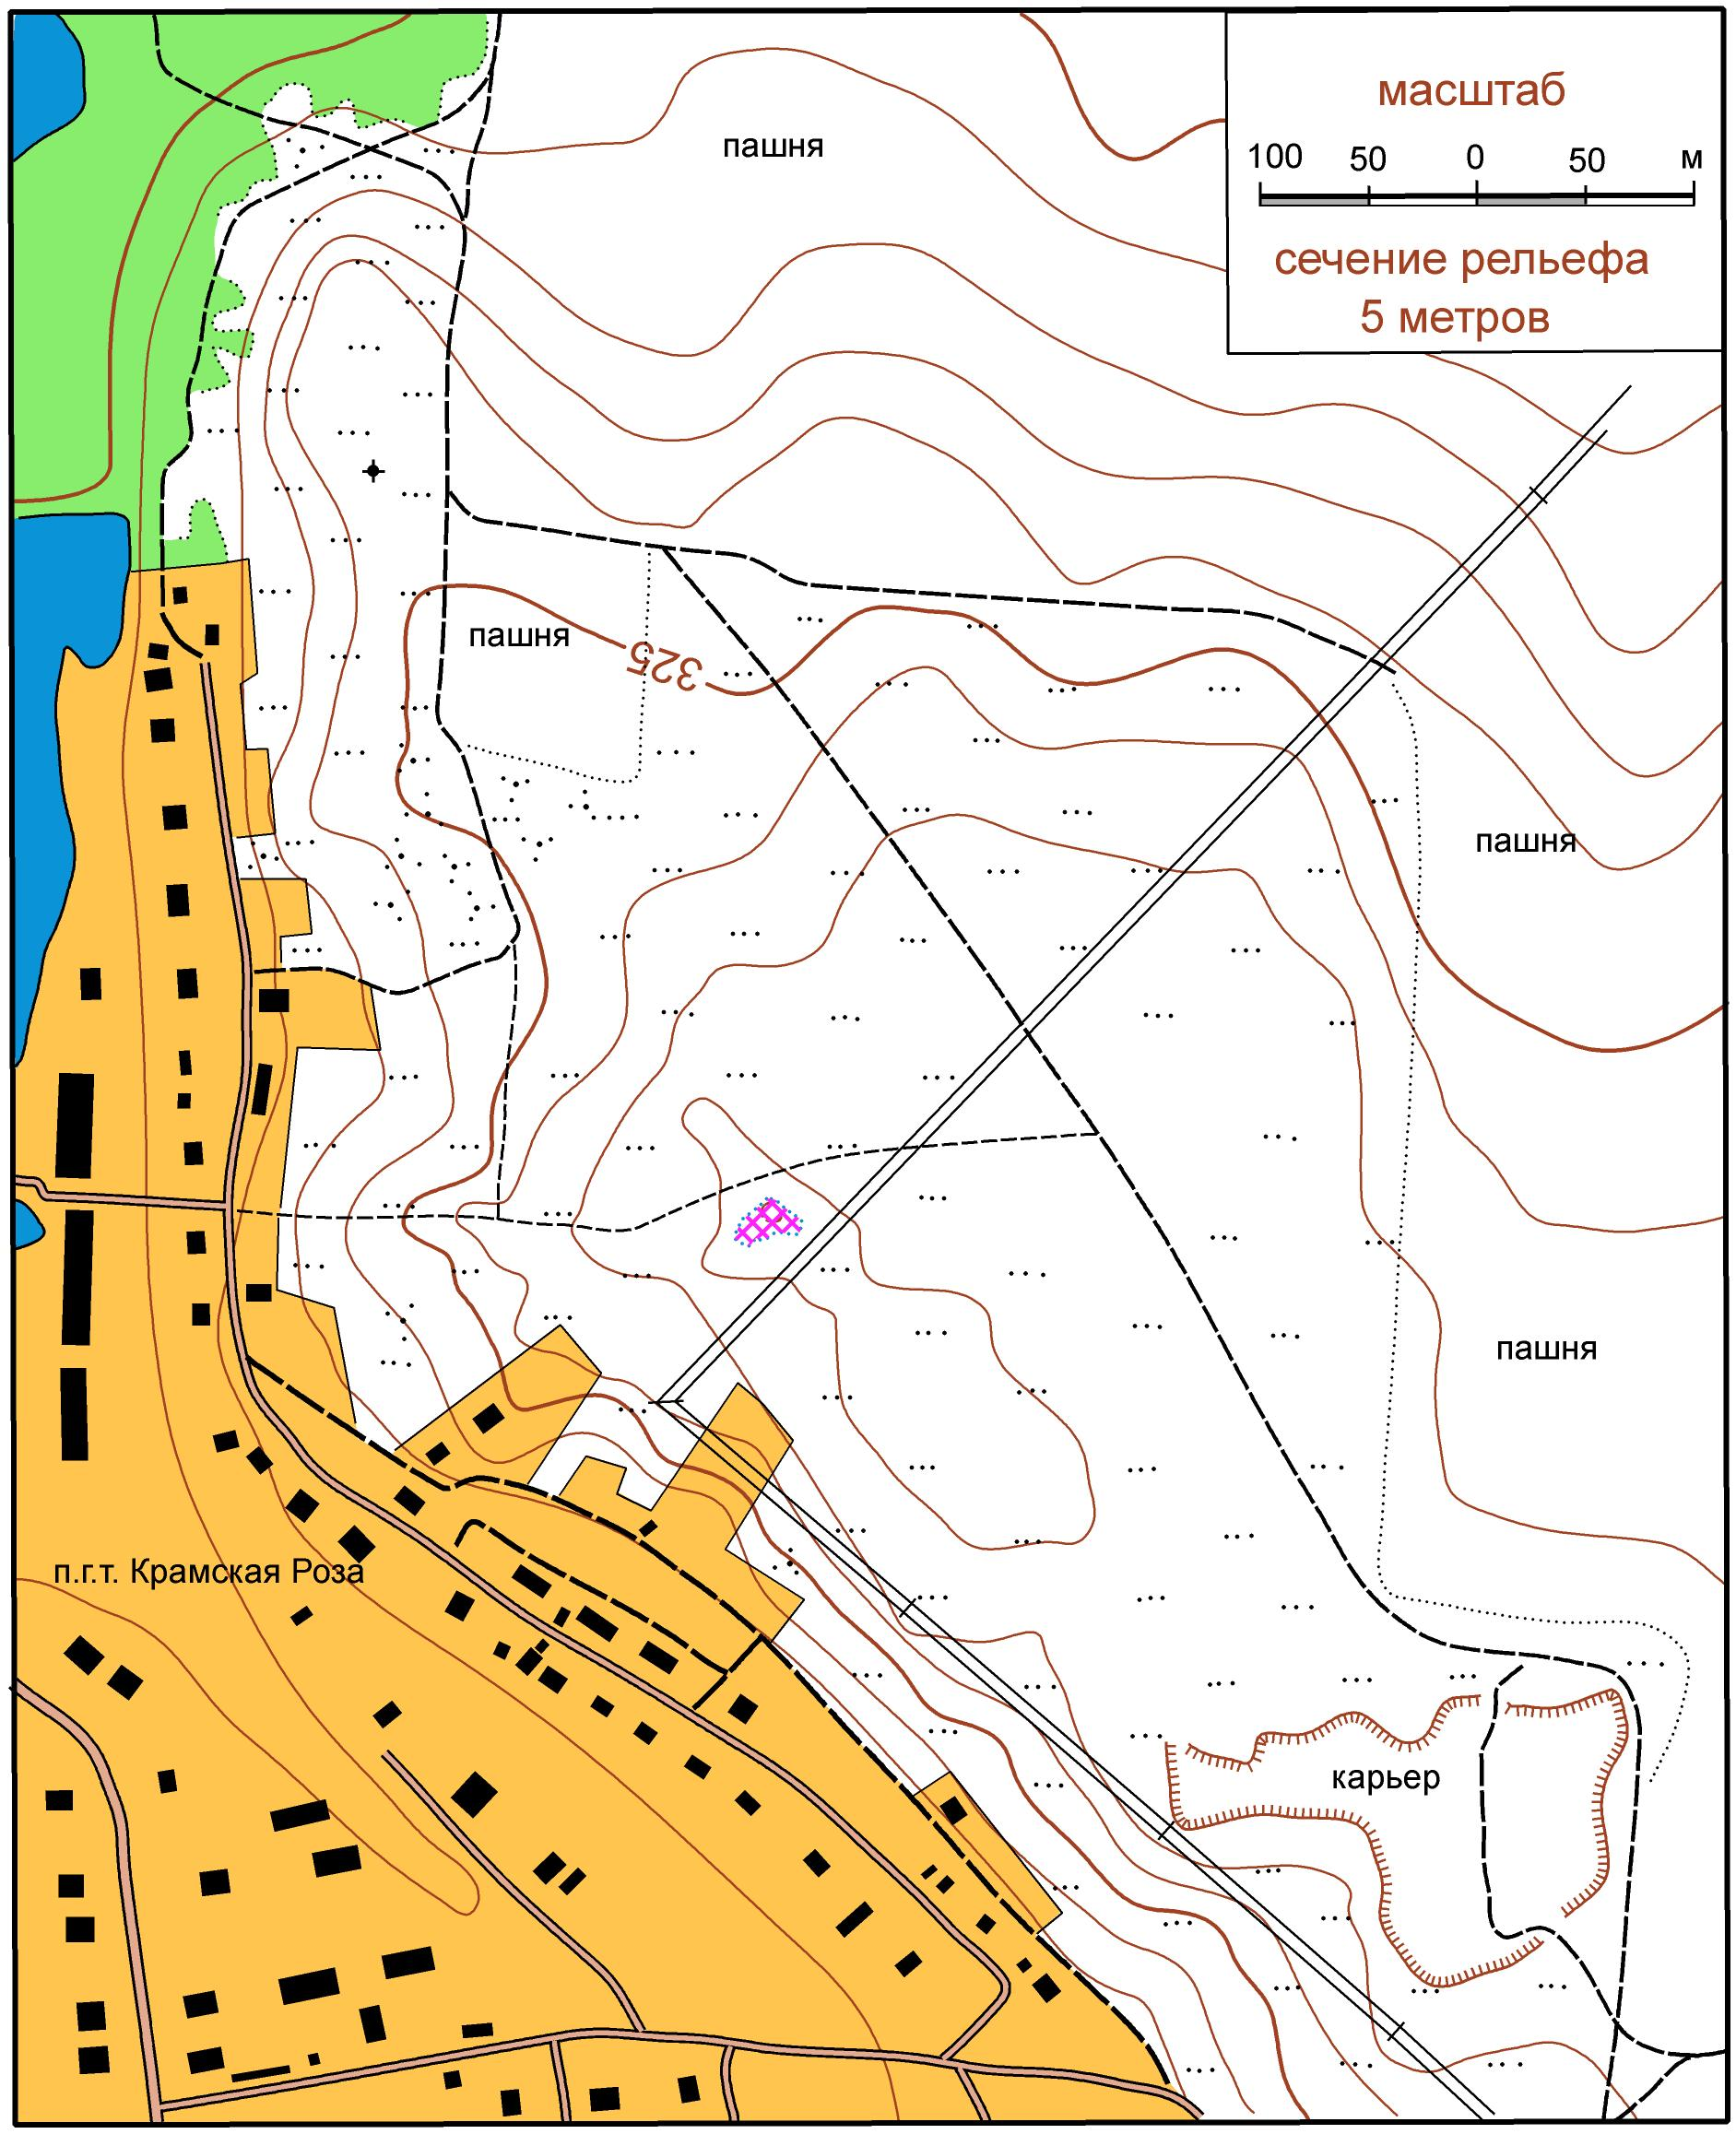 масштаб
100 50 0 50 м
сечение рельефа
5 метров
пашня
пашня
325
пашня
пашня
п.г.т. Крамская Роза
карьер